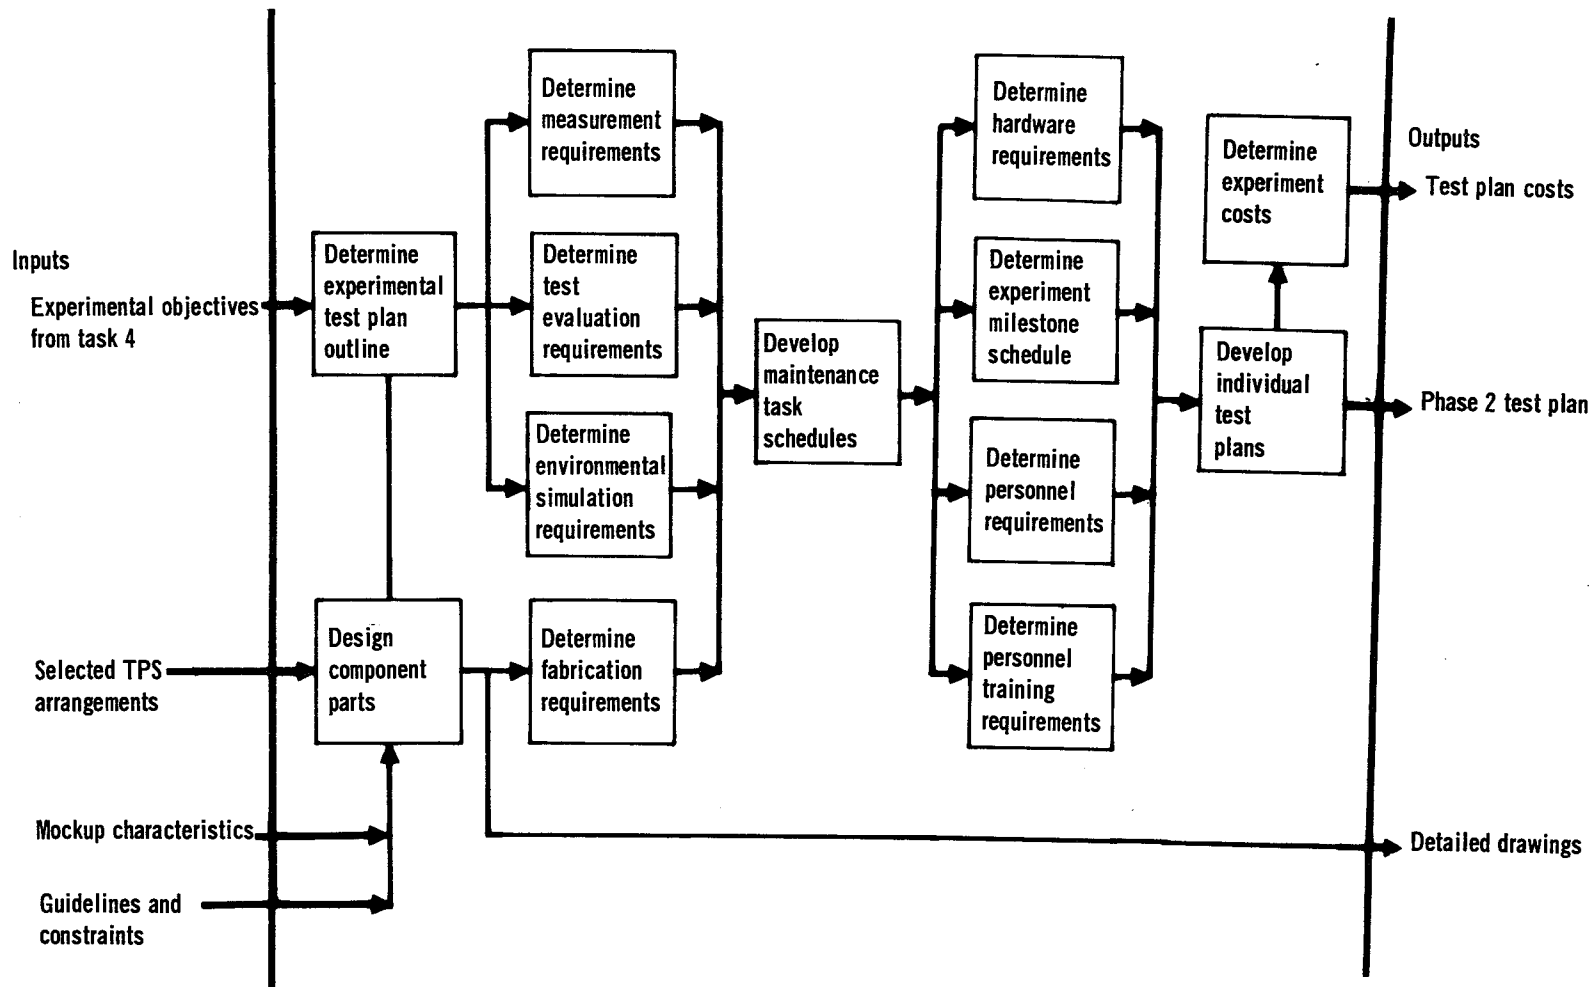 Inputs
Experimental objectives
from task 4
Selected TPS
arrangements
Mockup characteristics
Guidelines and
constraints
Determine
experimental
test plan
outline
Design
component
parts
Determine
measurement
requirements
Determine
test
evaluation
requirements
Determine
environmental
simulation
requirements
Determine
fabrication
requirements
Develop
maintenance
task
schedules
Determine
hardware
requirements
Determine
experiment
milestone
schedule
Determine
personnel
requirements
Determine
personnel
training
requirements
Determine
experiment
costs
Develop
individual
test
plans
Outputs
Test plan costs
Phase 2 test plan
Detailed drawings